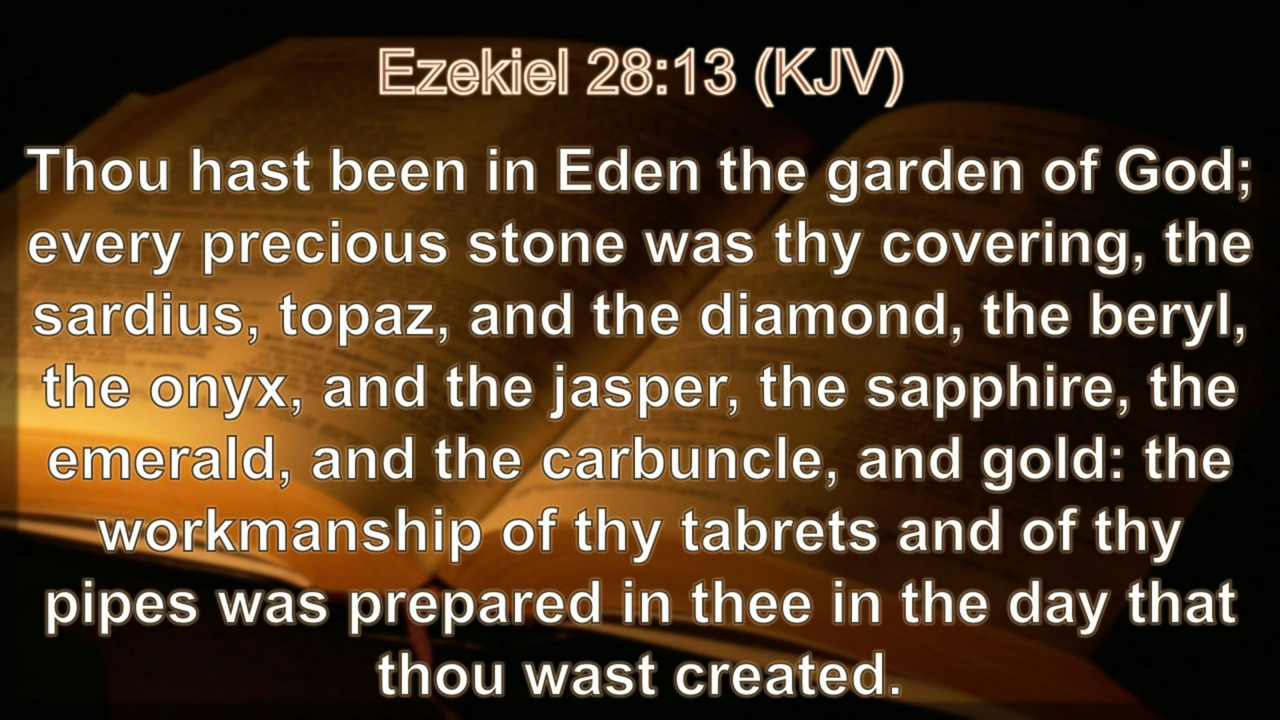 Ezekiel 28:13 (KJV)
Thou hast been in Eden the garden of God;
every precious stone was thy covering, the
sardius, topaz, and the diamond, the beryl,
the onyx, and the jasper, the sapphire, the
emerald, and the carbuncle, and gold: the
workmanship of thy tabrets and of thy
pipes was prepared in thee in the day that
thou wast created.